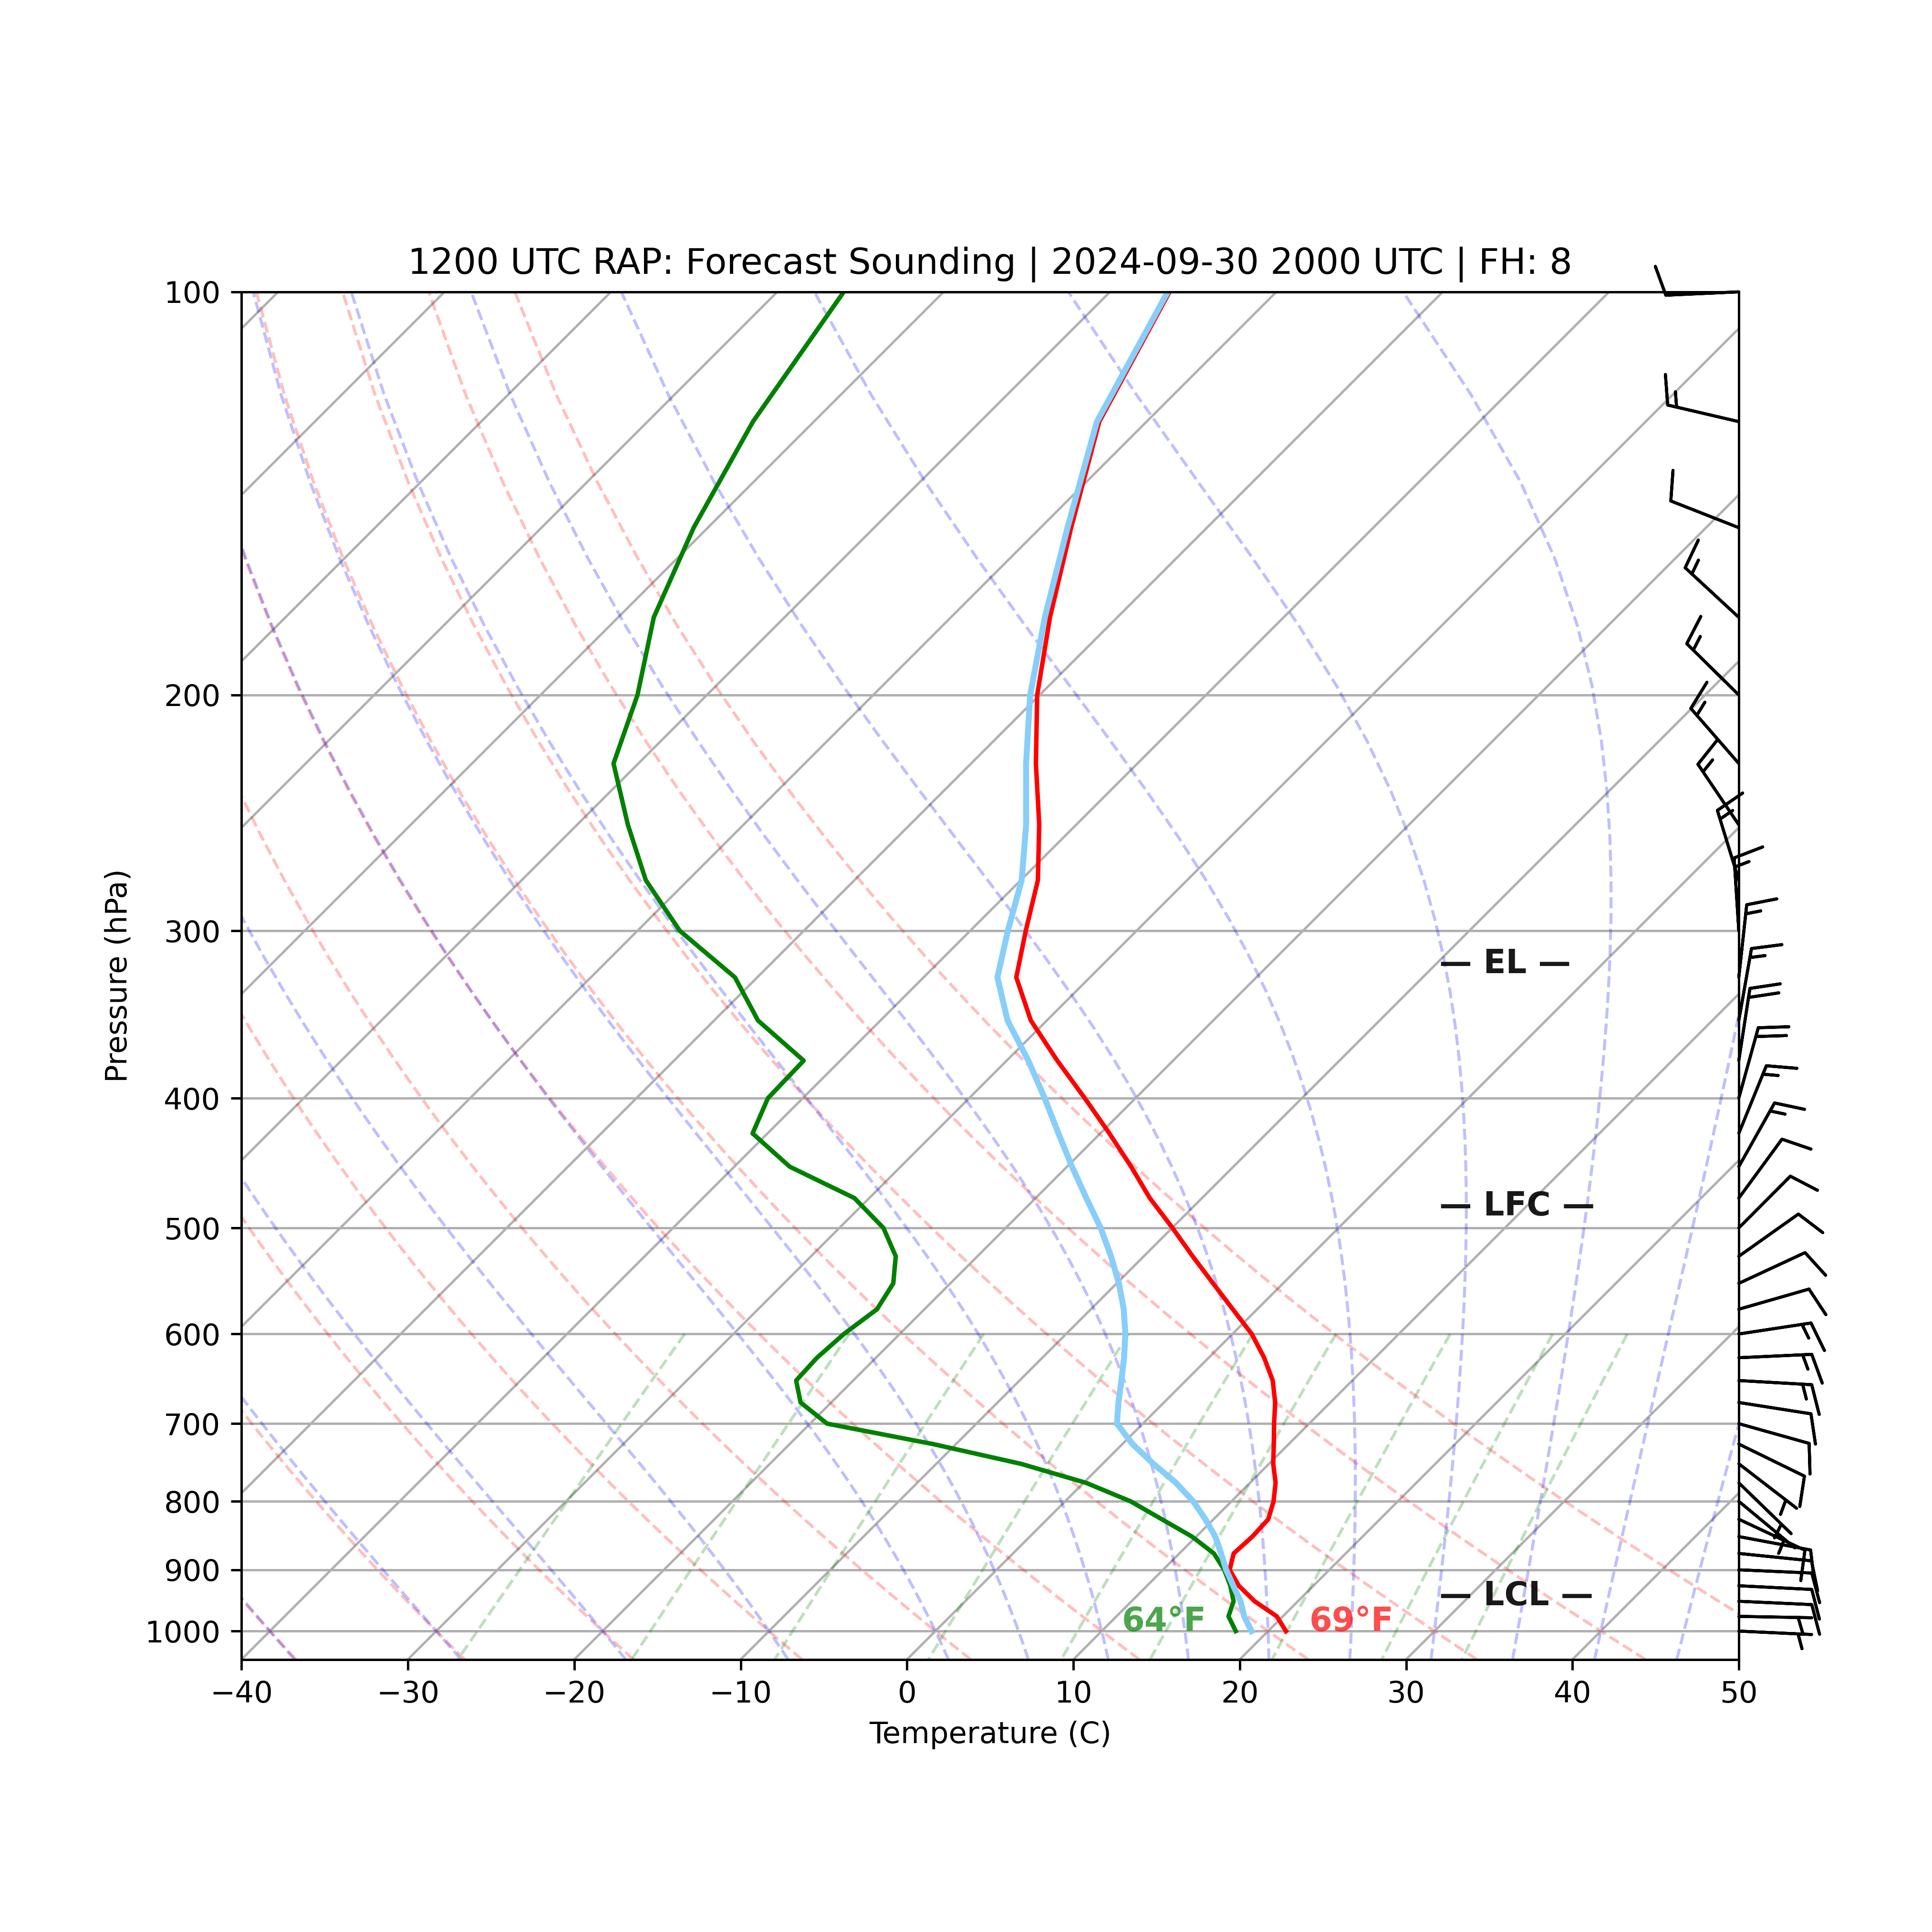 1200 UTC RAP: Forecast Sounding | 2024-09-30 2000 UTC | FH: 8
100
200
300
400
500
600
700
800
900
1000
Pressure (hPa)
— EL —
— LFC —
— LCL —
64°F
69°F
−40 −30 −20 −10 0 10 20 30 40 50
Temperature (C)